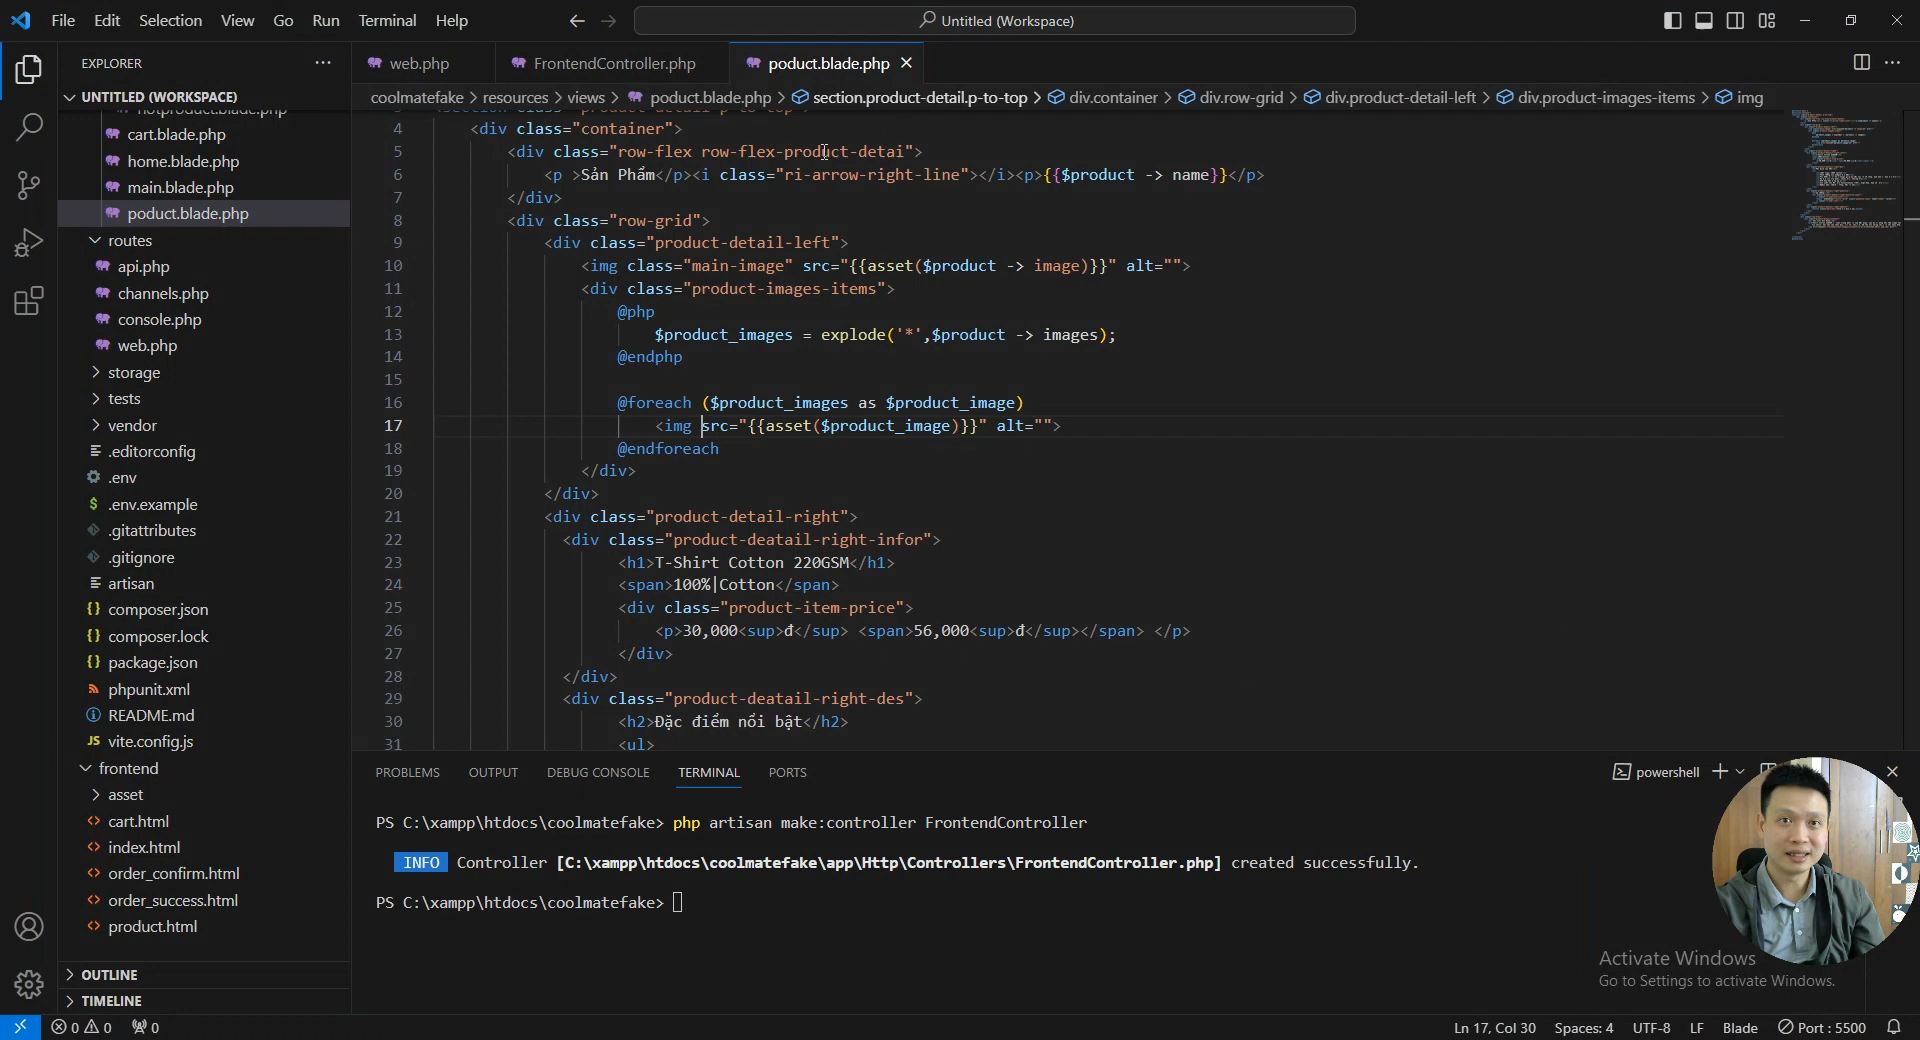 File Edit Selection View Go Run Terminal Help
Untitled (Workspace)
EXPLORER
UNTITLED (WORKSPACE)
hotproduct.blade.php
cart.blade.php
home.blade.php
main.blade.php
poduct.blade.php
routes
api.php
channels.php
console.php
web.php
storage
tests
vendor
.editorconfig
.env
.env.example
.gitattributes
.gitignore
artisan
composer.json
composer.lock
package.json
phpunit.xml
README.md
vite.config.js
frontend
asset
cart.html
index.html
order_confirm.html
order_success.html
product.html
OUTLINE
TIMELINE
web.php FrontendController.php poduct.blade.php
coolmatefake > resources > views > poduct.blade.php > section.product-detail.p-to-top > div.container > div.row-grid > div.product-detail-left > div.product-images-items > img
4 <div class="container">
5 <div class="row-flex row-flex-product-detai">
6 <p >Sản Phẩm</p><i class="ri-arrow-right-line"></i><p>{{$product -> name}}</p>
7 </div>
8 <div class="row-grid">
9 <div class="product-detail-left">
10 <img class="main-image" src="{{asset($product -> image)}}" alt="">
11 <div class="product-images-items">
12 @php
13 $product_images = explode('*',$product -> images);
14 @endphp
15
16 @foreach ($product_images as $product_image)
17 <img src="{{asset($product_image)}}" alt="">
18 @endforeach
19 </div>
20 </div>
21 <div class="product-detail-right">
22 <div class="product-deatail-right-infor">
23 <h1>T-Shirt Cotton 220GSM</h1>
24 <span>100%|Cotton</span>
25 <div class="product-item-price">
26 <p>30,000<sup>đ</sup> <span>56,000<sup>đ</sup></span> </p>
27 </div>
28 </div>
29 <div class="product-deatail-right-des">
30 <h2>Đặc điểm nổi bật</h2>
31 <ul>
PROBLEMS OUTPUT DEBUG CONSOLE TERMINAL PORTS
powershell
PS C:\xampp\htdocs\coolmatefake> php artisan make:controller FrontendController
INFO Controller [C:\xampp\htdocs\coolmatefake\app\Http\Controllers\FrontendController.php] created successfully.
PS C:\xampp\htdocs\coolmatefake>
Activate Windows
Go to Settings to activate Windows.
0 0 0
Ln 17, Col 30 Spaces: 4 UTF-8 LF Blade Port : 5500